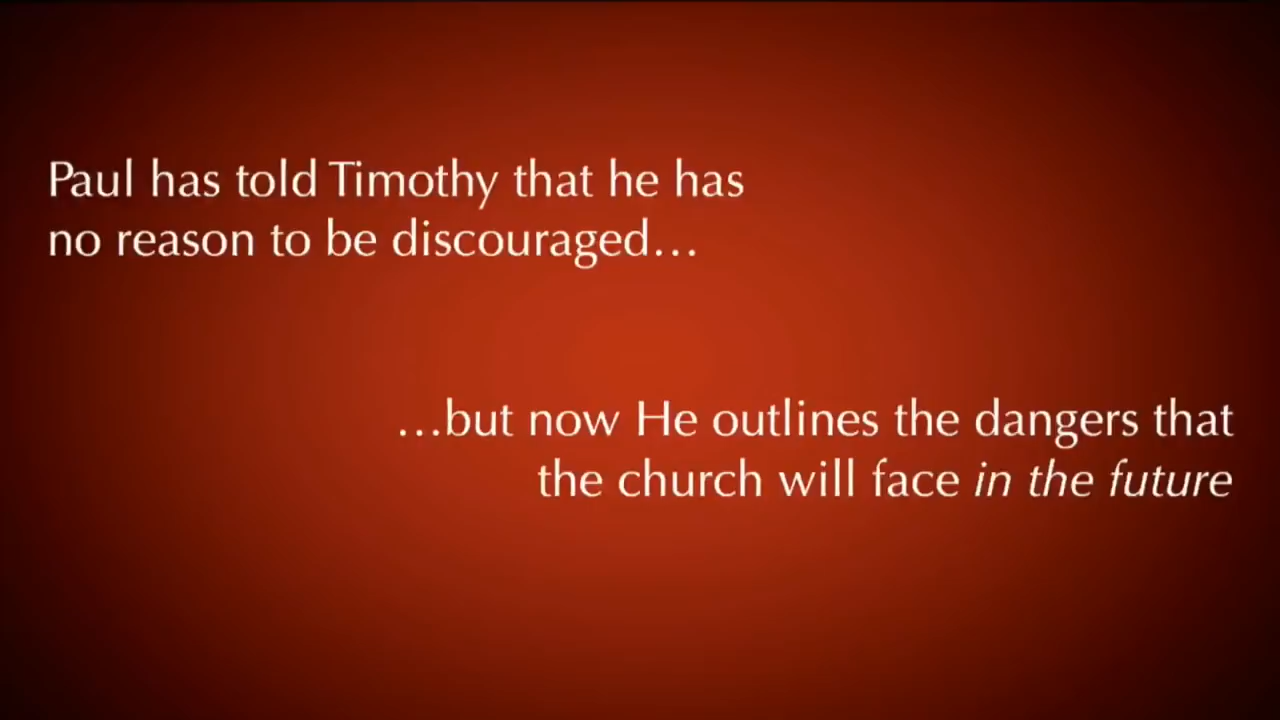 Paul has told Timothy that he has
no reason to be discouraged…
…but now He outlines the dangers that
the church will face in the future